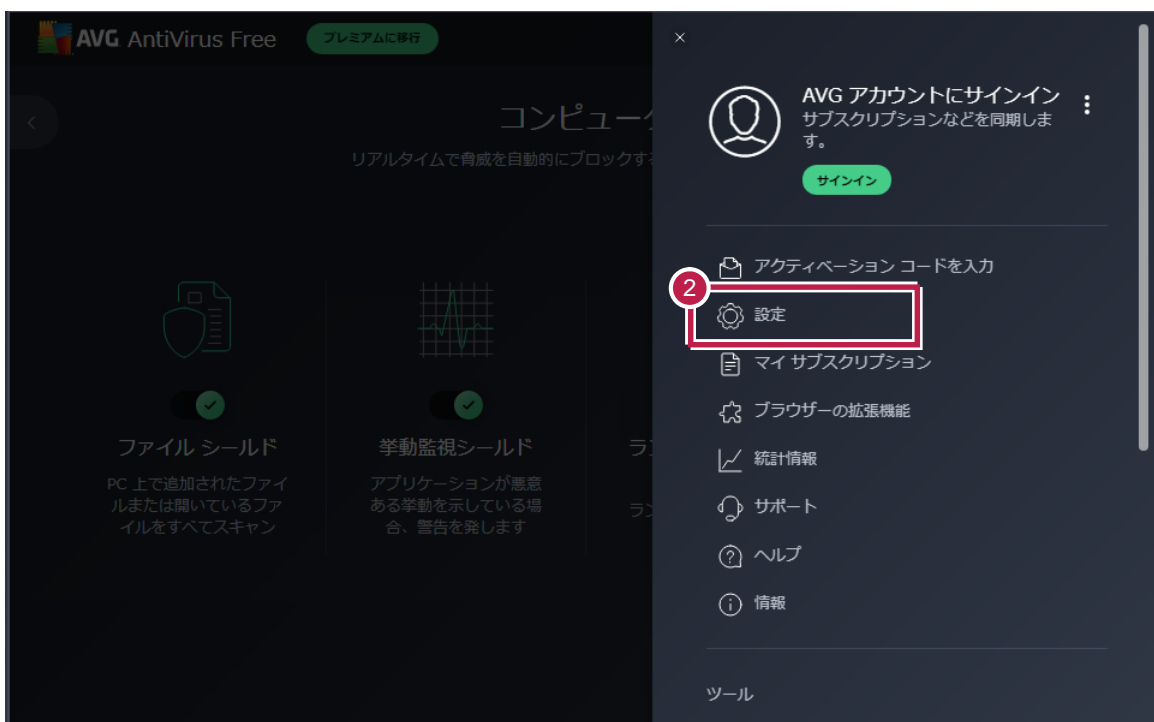 AVG AntiVirus Free
プレミアムに移行
コンピュータ
リアルタイムで脅威を自動的にブロックする
ファイル シールド
PC 上で追加されたファイ
ルまたは開いているファ
イルをすべてスキャン
挙動監視シールド
アプリケーションが悪意
ある挙動を示している場
合、警告を発します
ラン
AVG アカウントにサインイン
サブスクリプションなどを同期しま
す。
サインイン
アクティベーション コードを入力
2
設定
マイ サブスクリプション
ブラウザーの拡張機能
統計情報
サポート
ヘルプ
情報
ツール